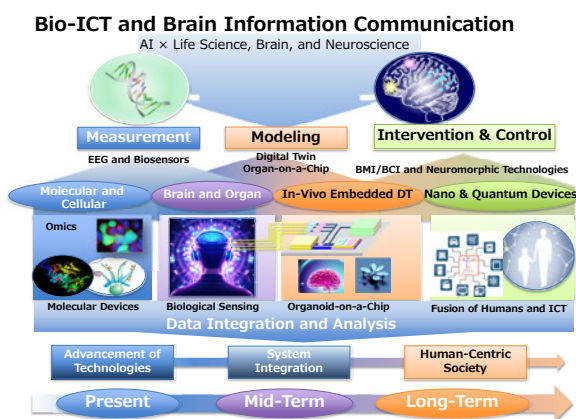 Bio-ICT and Brain Information Communication
AI × Life Science, Brain, and Neuroscience
Measurement
Modeling
Intervention & Control
EEG and Biosensors
Digital Twin
Organ-on-a-Chip
BMI/BCI and Neuromorphic Technologies
Molecular and
Cellular
Brain and Organ
In-Vivo Embedded DT
Nano & Quantum Devices
Omics
Molecular Devices
Biological Sensing
Organoid-on-a-Chip
Fusion of Humans and ICT
Data Integration and Analysis
Advancement of
Technologies
System
Integration
Human-Centric
Society
Present
Mid-Term
Long-Term